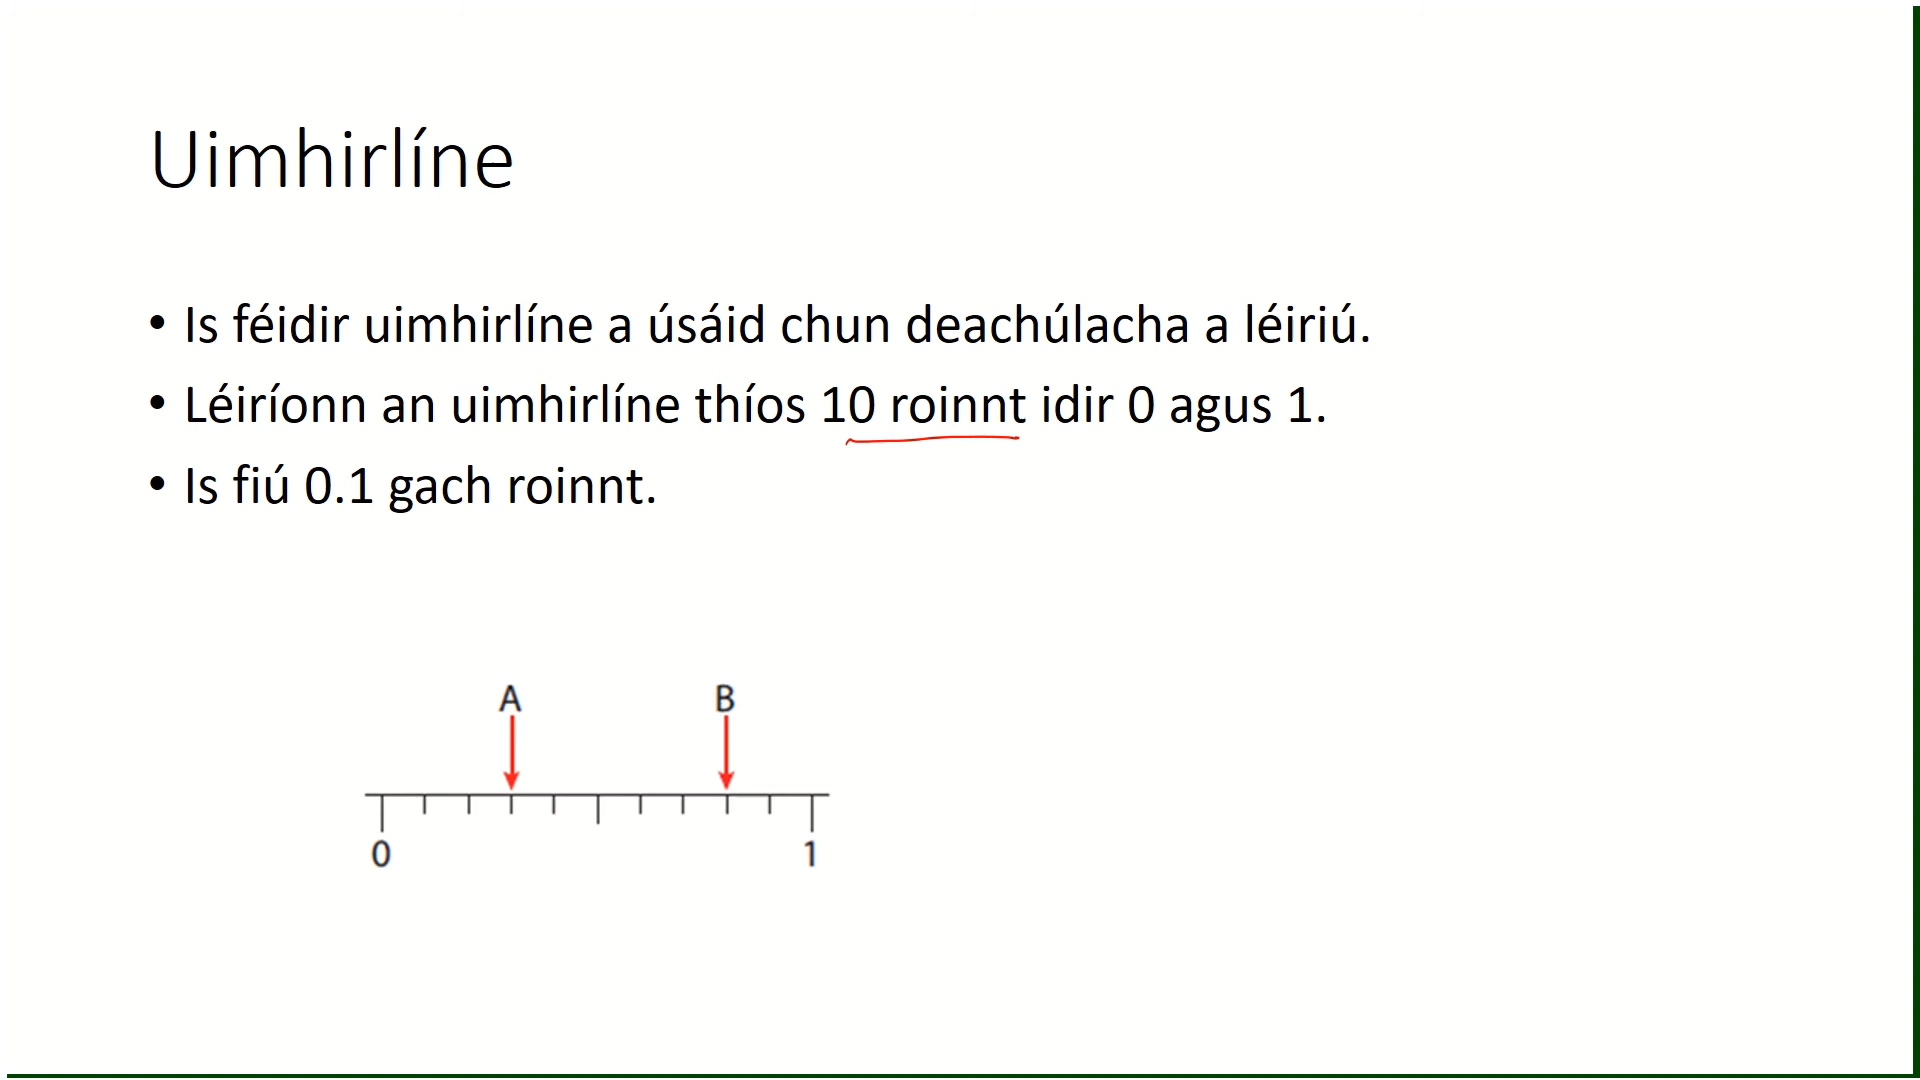 Uimhirlíne
• Is féidir uimhirlíne a úsáid chun deachúlacha a léiriú.
• Léiríonn an uimhirlíne thíos 10 roinnt idir 0 agus 1.
• Is fiú 0.1 gach roinnt.
A B
0 1